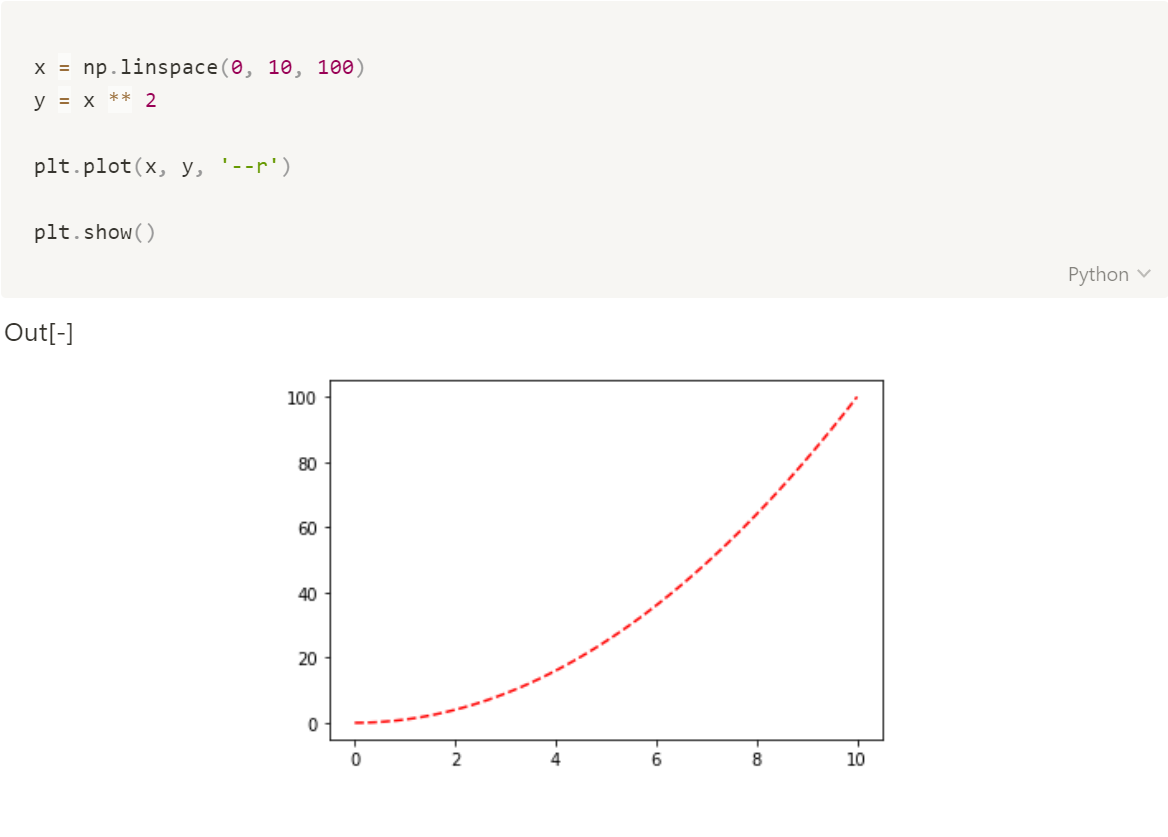 x = np.linspace(0, 10, 100)
y = x ** 2
plt.plot(x, y, '--r')
plt.show()
Python
Out[-]
100
80
60
40
20
0
0 2 4 6 8 10